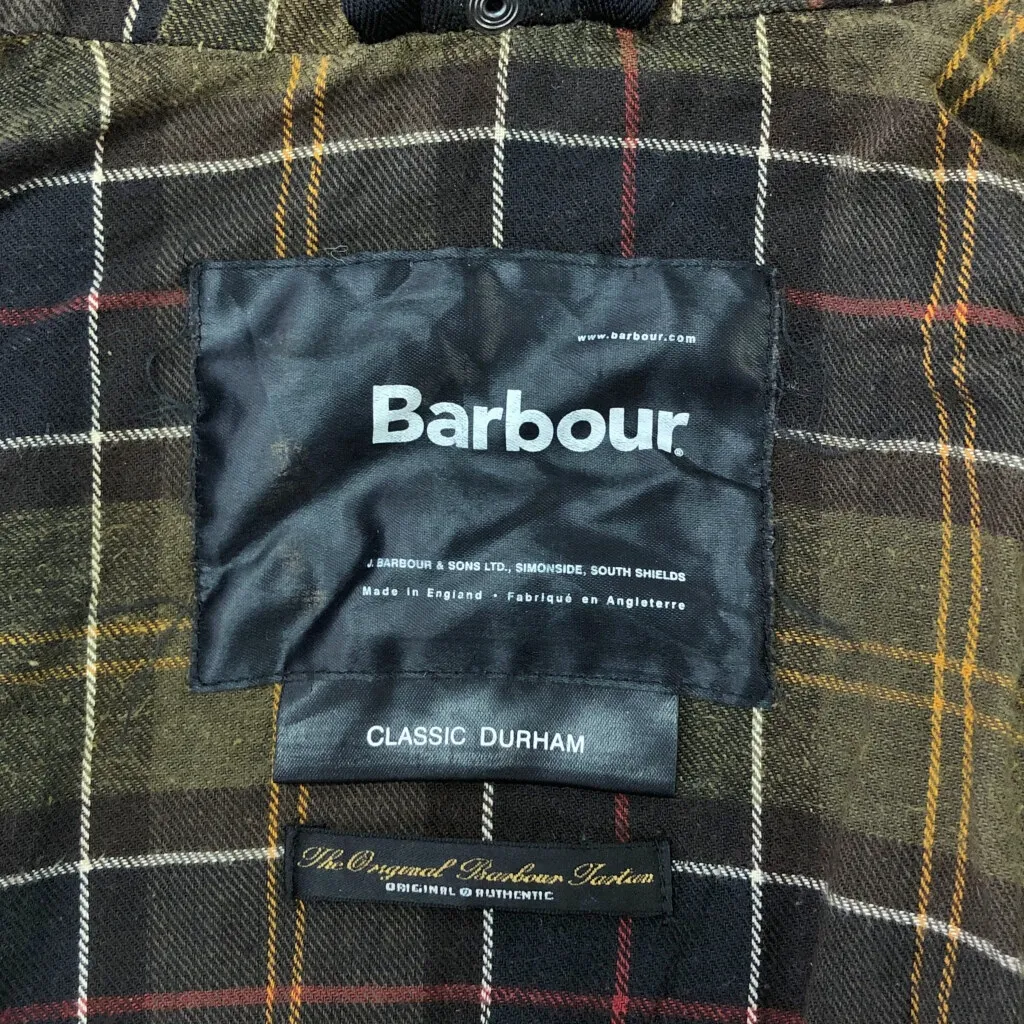 www.barbour.com
Barbour®
J. BARBOUR & SONS LTD., SIMONSIDE, SOUTH SHIELDS
Made in England • Fabriqué en Angleterre
CLASSIC DURHAM
The Original Barbour Tartan
ORIGINAL @ AUTHENTIC